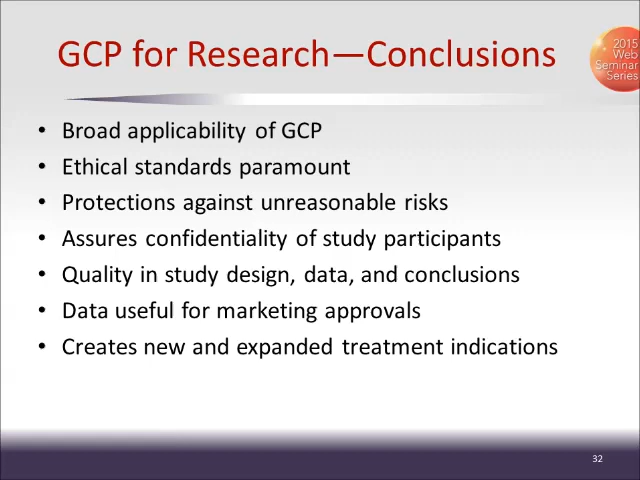 GCP for Research—Conclusions
2015
Web
Seminar
Series
• Broad applicability of GCP
• Ethical standards paramount
• Protections against unreasonable risks
• Assures confidentiality of study participants
• Quality in study design, data, and conclusions
• Data useful for marketing approvals
• Creates new and expanded treatment indications
32